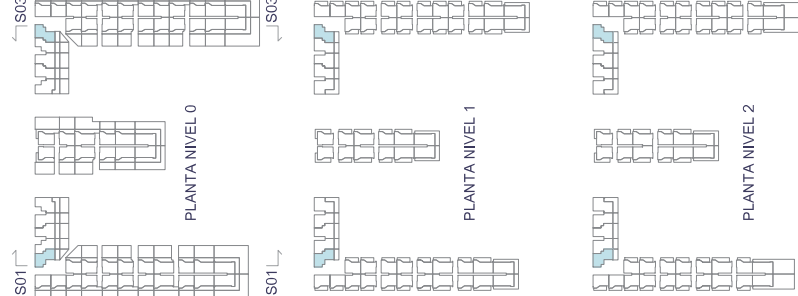 S03
S03
PLANTA NIVEL 0
PLANTA NIVEL 1
PLANTA NIVEL 2
S01
S01